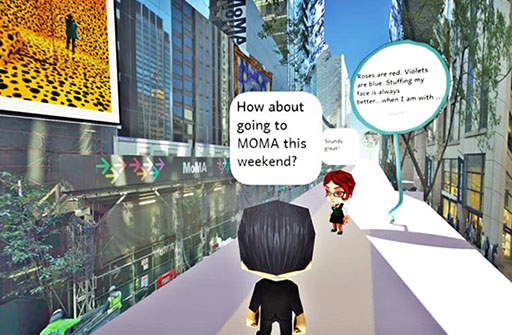 MoMA
How about
going to
MOMA this
weekend?
Sounds
great!
Roses are red. Violets
are blue. Stuffing my
face is always
better...when I am with ...
MoMA